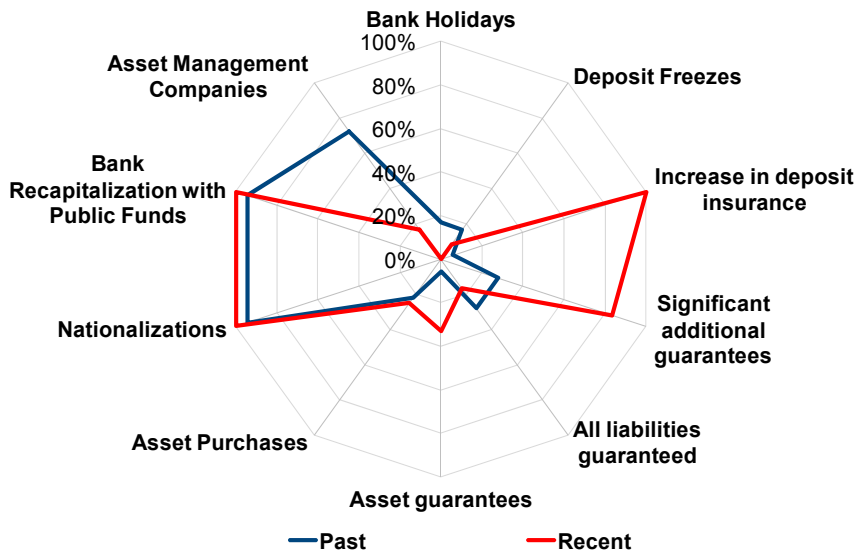 Bank Holidays
100%
80%
60%
40%
20%
0%
Deposit Freezes
Increase in deposit
insurance
Significant
additional
guarantees
All liabilities
guaranteed
Asset guarantees
Asset Purchases
Nationalizations
Bank
Recapitalization with
Public Funds
Asset Management
Companies
Past
Recent